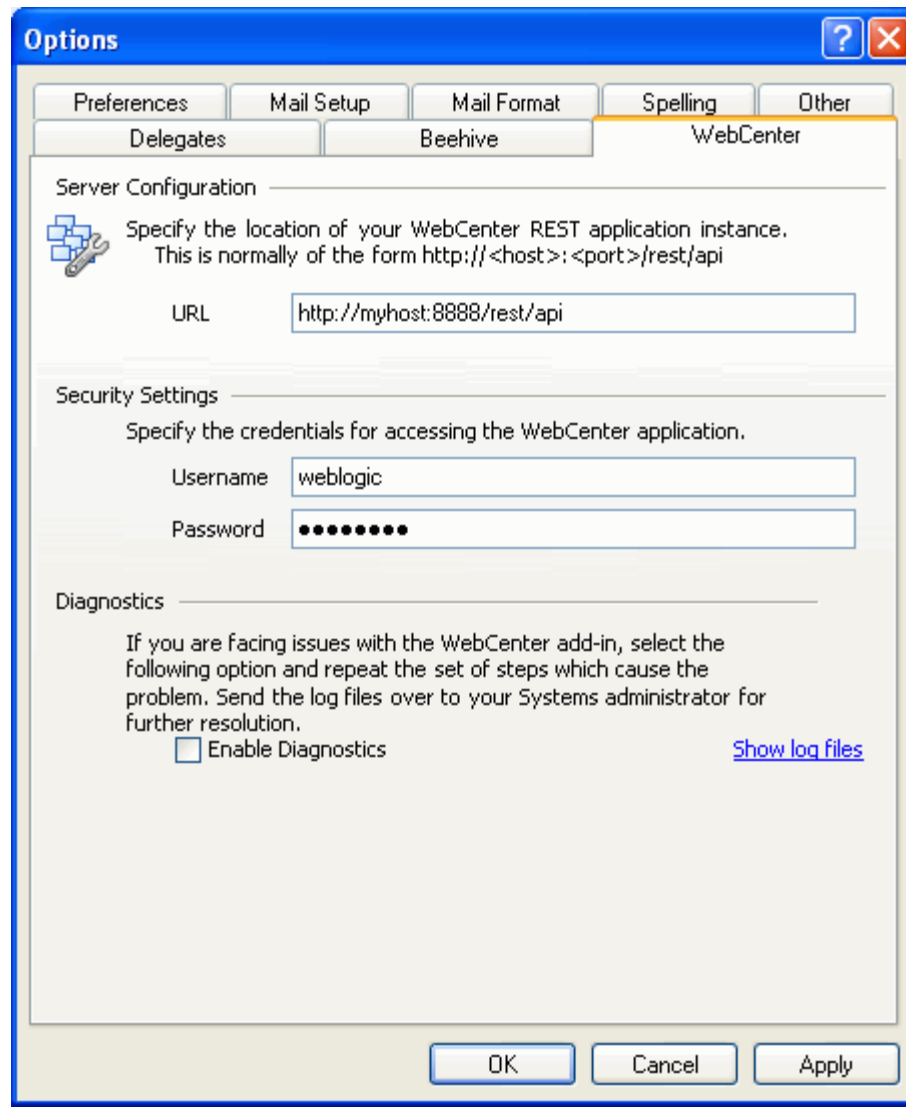 Options
Preferences Mail Setup Mail Format Spelling Other
Delegates Beehive WebCenter
Server Configuration
Specify the location of your WebCenter REST application instance.
This is normally of the form http://<host>:<port>/rest/api
URL http://myhost:8888/rest/api
Security Settings
Specify the credentials for accessing the WebCenter application.
Username weblogic
Password ●●●●●●●●
Diagnostics
If you are facing issues with the WebCenter add-in, select the
following option and repeat the set of steps which cause the
problem. Send the log files over to your Systems administrator for
further resolution.
Enable Diagnostics Show log files
OK Cancel Apply